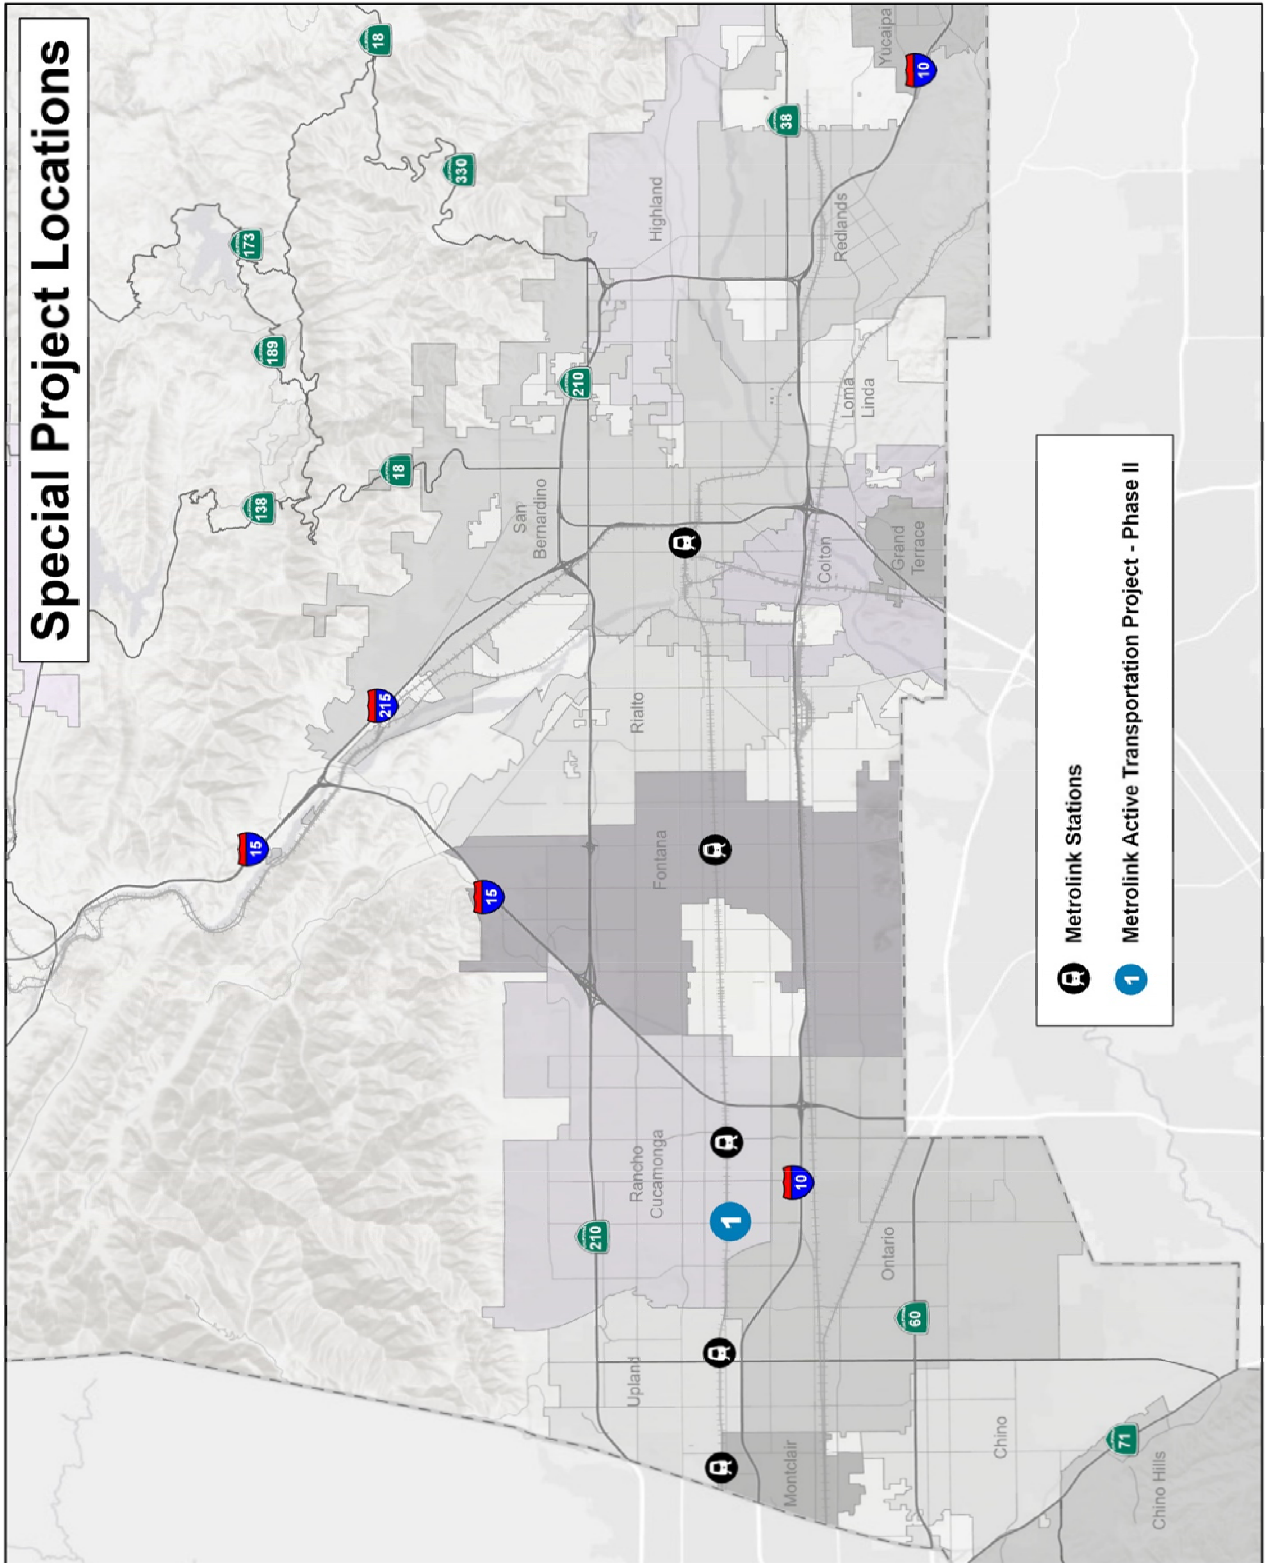 Special Project Locations
18
330
173
189
138
18
38
10
Yucaipa
Highland
Redlands
210
Loma
Linda
San
Bernardino
Colton
Grand
Terrace
215
Rialto
15
15
Fontana
Rancho
Cucamonga
210
1
10
Ontario
60
Upland
Montclair
Chino
71
Chino Hills
Metrolink Stations
1
Metrolink Active Transportation Project - Phase II